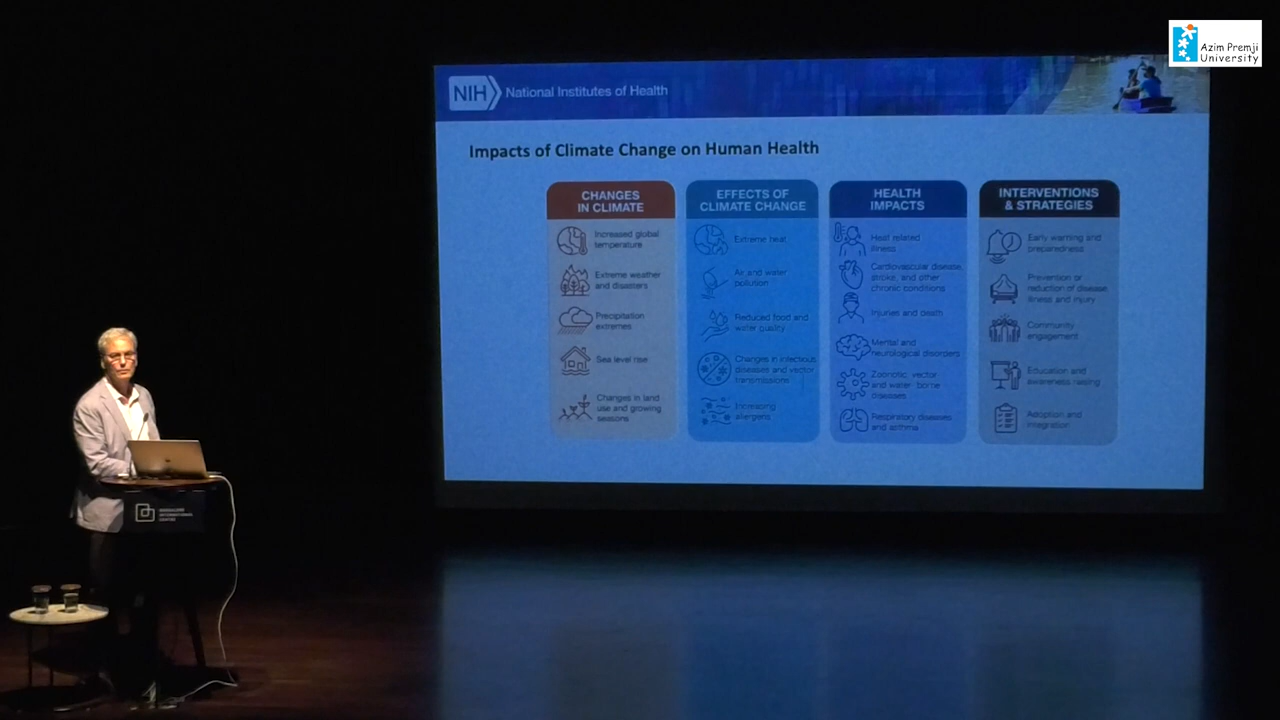 Azim Premji
University
NIH
National Institutes of Health
Impacts of Climate Change on Human Health
CHANGES
IN CLIMATE
Increased global
temperature
Extreme weather
and disasters
Precipitation
extremes
Sea level rise
Changes in land
use and growing
seasons
EFFECTS OF
CLIMATE CHANGE
Extreme heat
Air and water
pollution
Reduced food and
water quality
Changes in infectious
diseases and vector
transmissions
Increasing
allergens
HEALTH
IMPACTS
Heat related
illness
Cardiovascular disease,
stroke, and other
chronic conditions
Injuries and death
Mental and
neurological disorders
Zoonotic, vector
and water- borne
diseases
Respiratory diseases
and asthma
INTERVENTIONS
& STRATEGIES
Early warning and
preparedness
Prevention or
reduction of disease,
illness and injury
Community
engagement
Education and
awareness raising
Adoption and
integration
BANGALORE
INTERNATIONAL
CENTRE